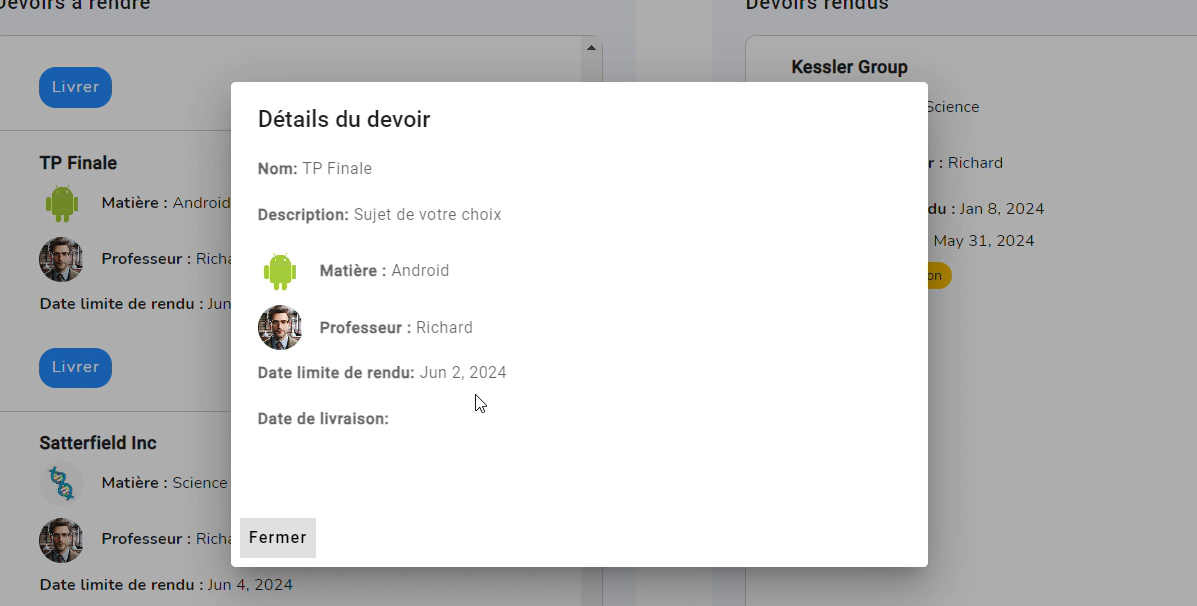 Devoirs à rendre
Devoirs rendus
Livrer
Kessler Group
Science
TP Finale
Matière : Android
r : Richard
Professeur :
du : Jan 8, 2024
May 31, 2024
on
Date limite de rendu : Jun
Livrer
Satterfield Inc
Matière : Science
Professeur :
Date limite de rendu : Jun 4, 2024
Détails du devoir
Nom: TP Finale
Description: Sujet de votre choix
Matière : Android
Professeur : Richard
Date limite de rendu: Jun 2, 2024
Date de livraison:
Fermer